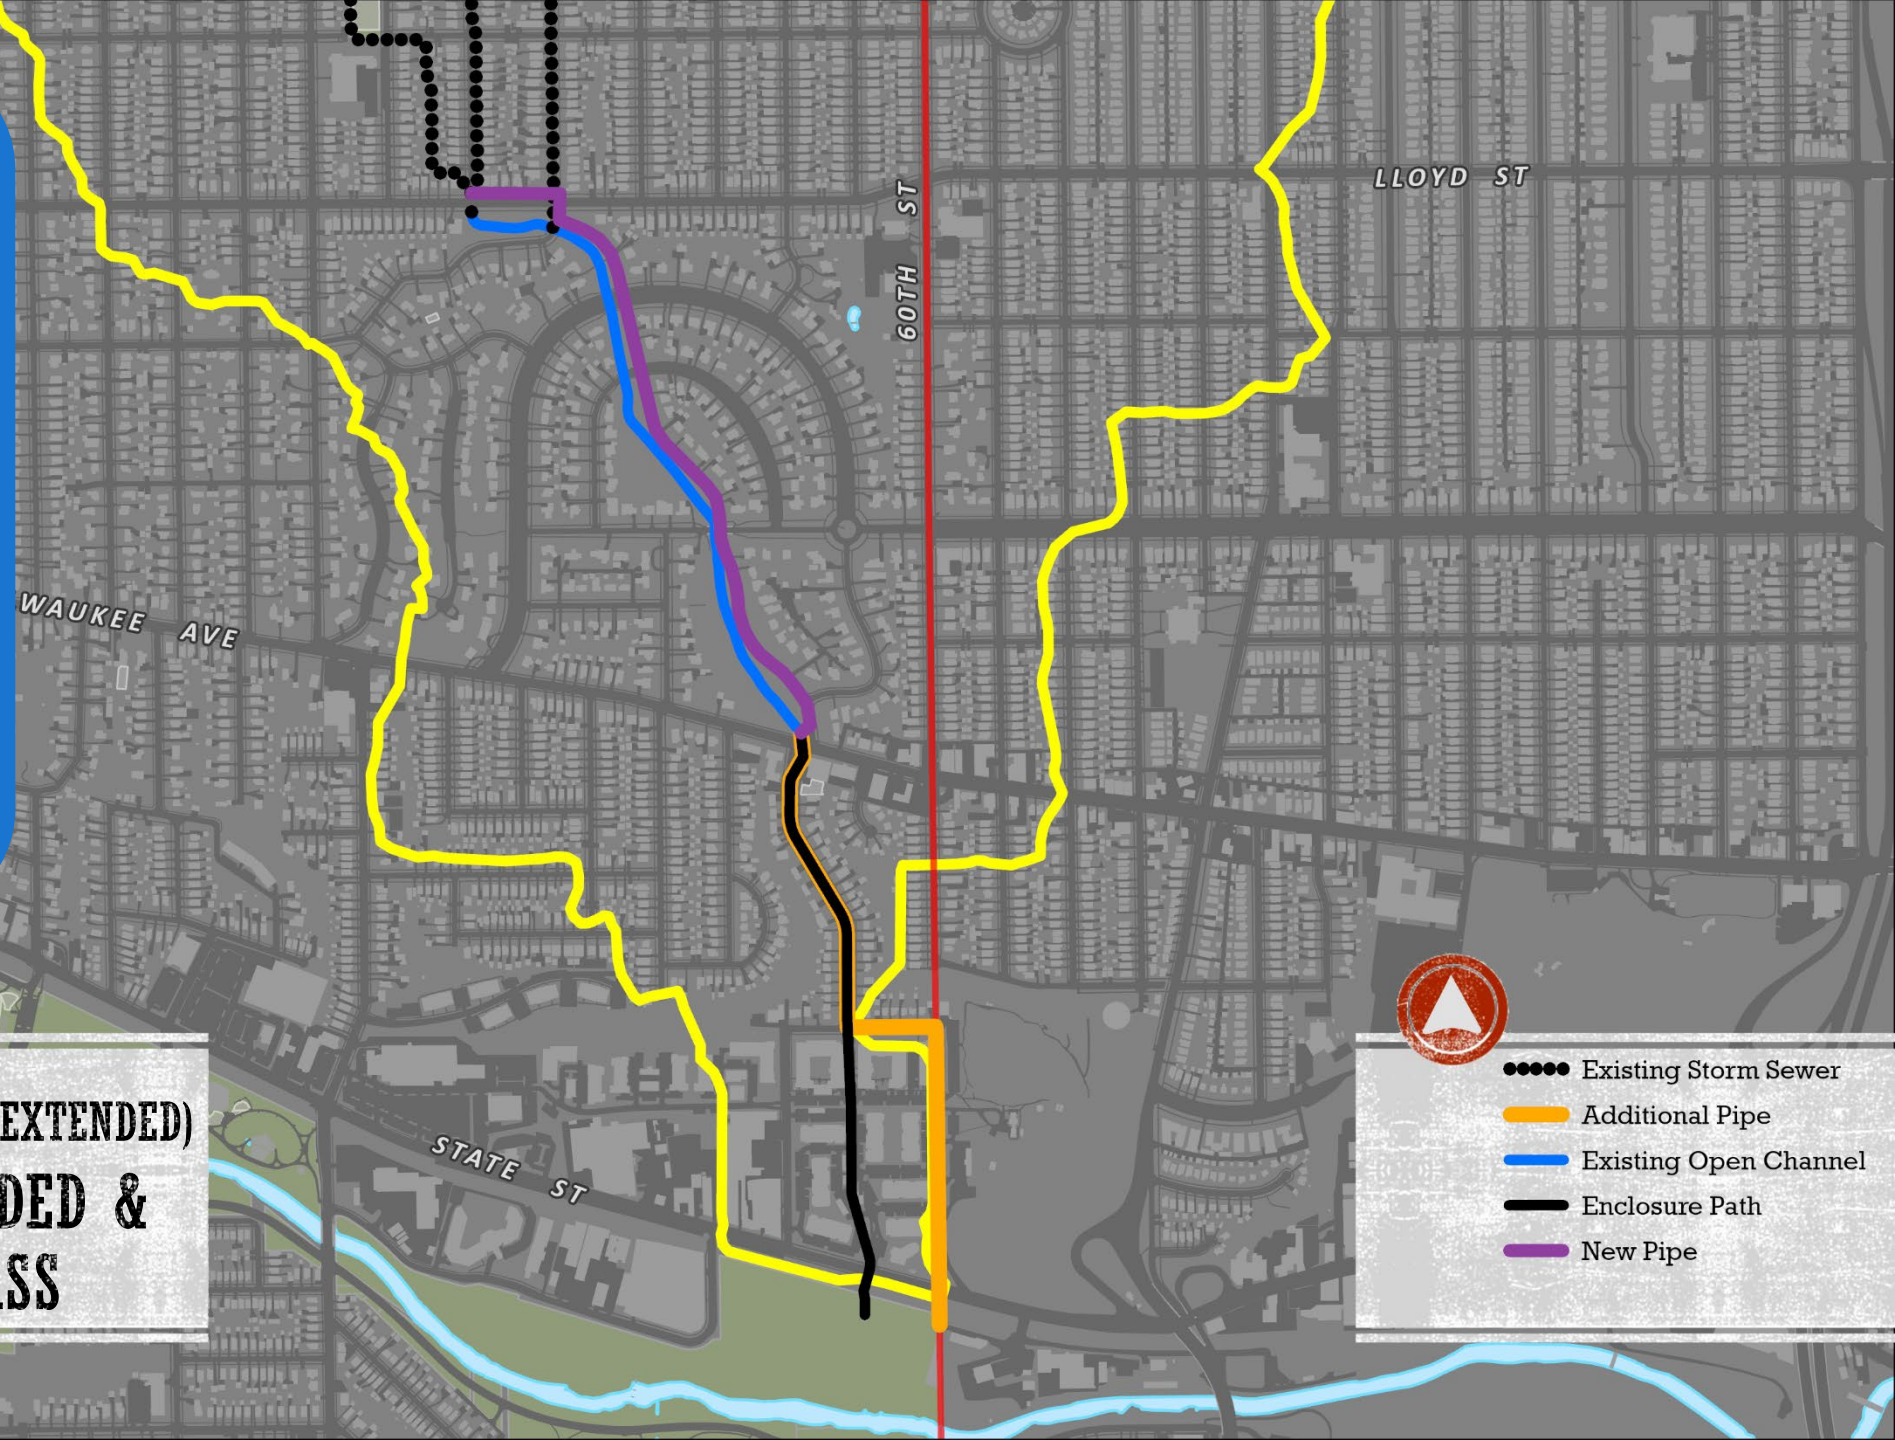 LLOYD ST
60TH ST
WAUKEE AVE
STATE ST
EXTENDED)
DED &
SS
Existing Storm Sewer
Additional Pipe
Existing Open Channel
Enclosure Path
New Pipe